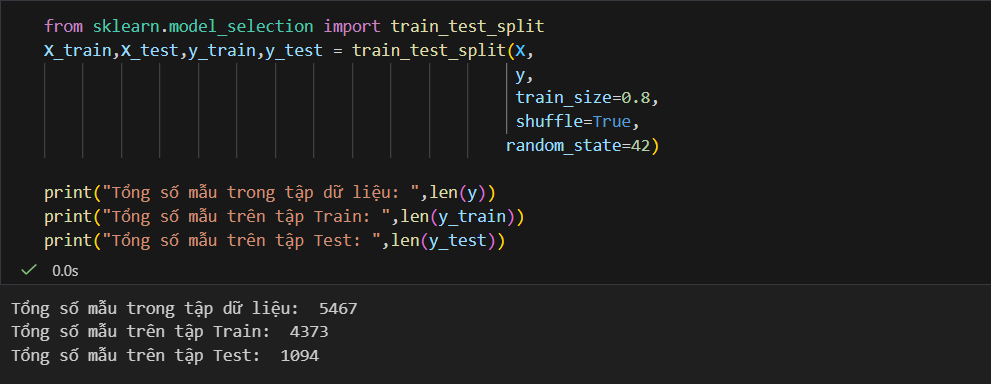 from sklearn.model_selection import train_test_split
X_train,X_test,y_train,y_test = train_test_split(X,
y,
train_size=0.8,
shuffle=True,
random_state=42)
print("Tổng số mẫu trong tập dữ liệu: ",len(y))
print("Tổng số mẫu trên tập Train: ",len(y_train))
print("Tổng số mẫu trên tập Test: ",len(y_test))
0.0s
Tổng số mẫu trong tập dữ liệu:  5467
Tổng số mẫu trên tập Train:  4373
Tổng số mẫu trên tập Test:  1094